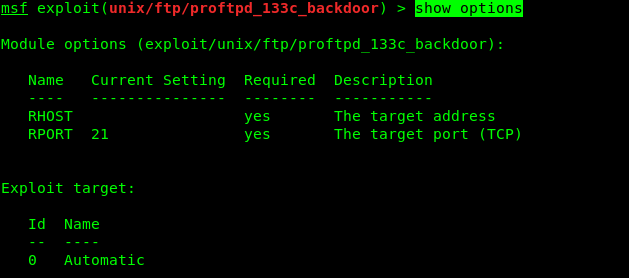 msf exploit(unix/ftp/proftpd_133c_backdoor) > show options
Module options (exploit/unix/ftp/proftpd_133c_backdoor):
Name   Current Setting  Required  Description
----   ---------------  --------  -----------
RHOST                   yes       The target address
RPORT  21               yes       The target port (TCP)
Exploit target:
Id  Name
--  ----
0   Automatic